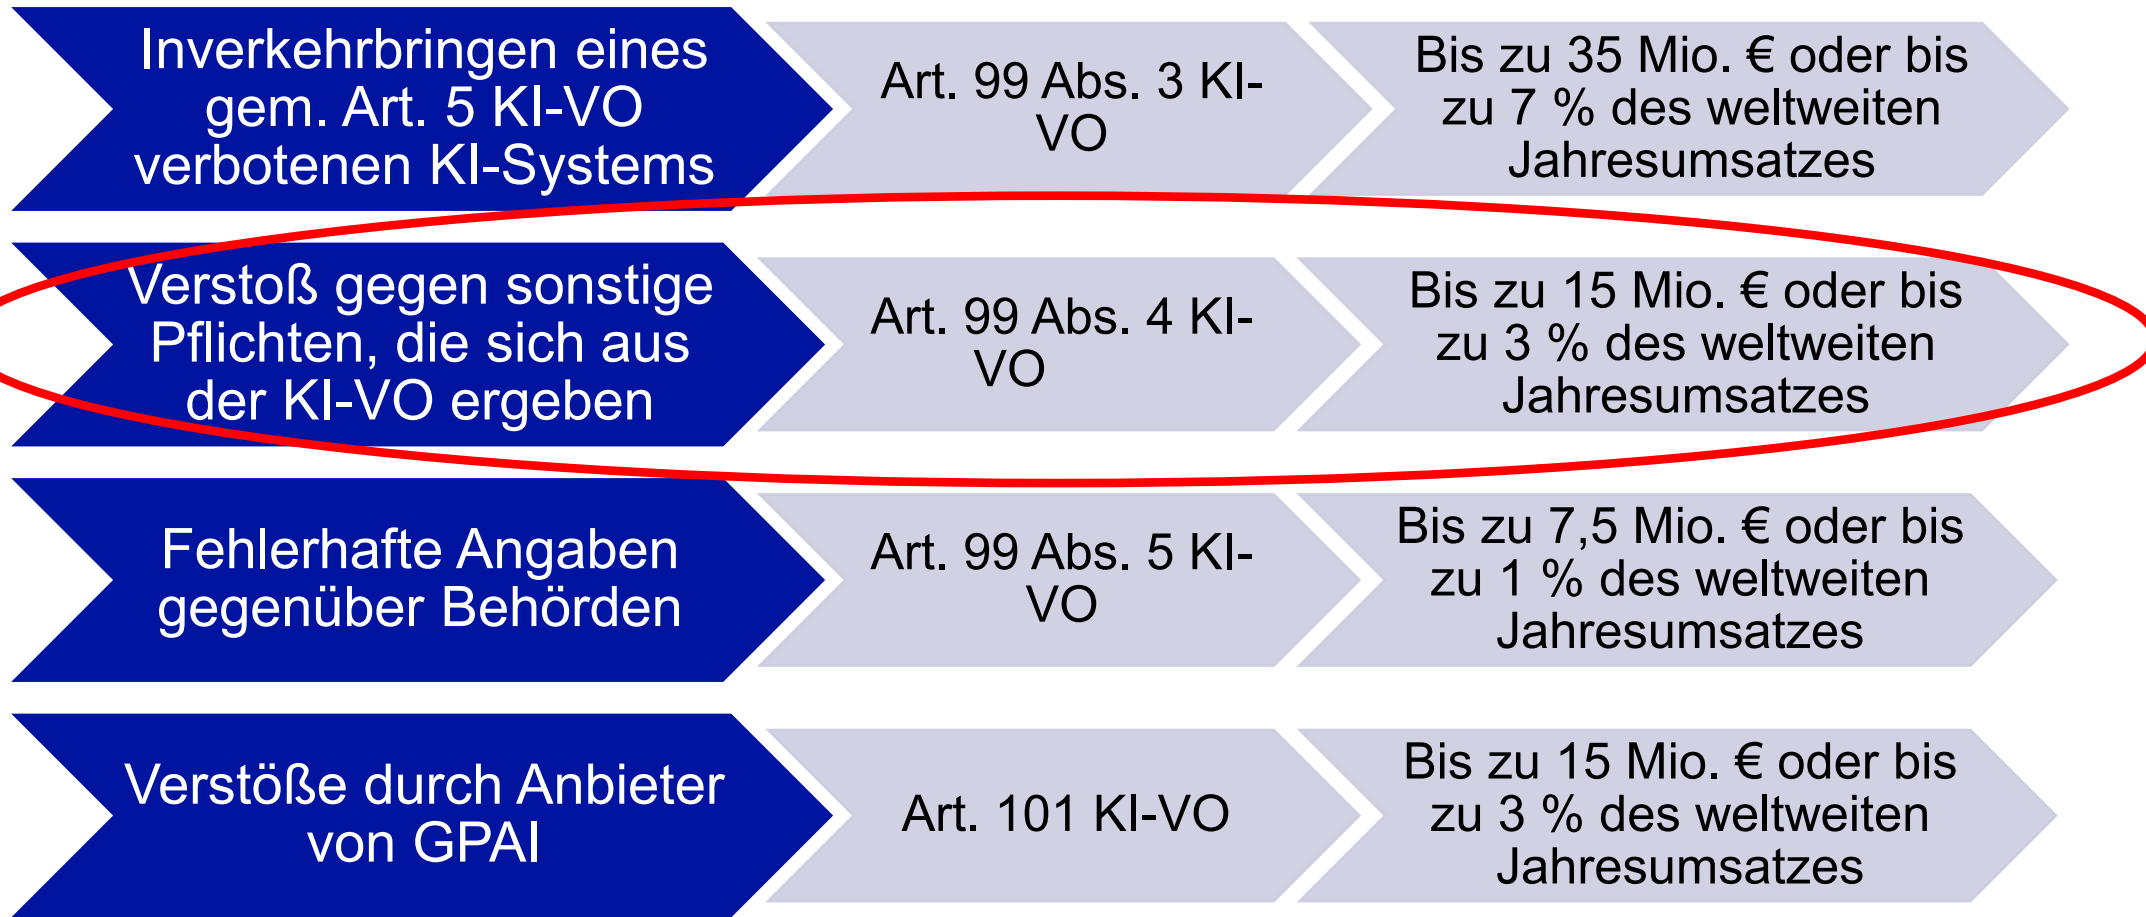 Inverkehrbringen eines
gem. Art. 5 KI-VO
verbotenen KI-Systems
Art. 99 Abs. 3 KI-
VO
Bis zu 35 Mio. € oder bis
zu 7 % des weltweiten
Jahresumsatzes
Verstoß gegen sonstige
Pflichten, die sich aus
der KI-VO ergeben
Art. 99 Abs. 4 KI-
VO
Bis zu 15 Mio. € oder bis
zu 3 % des weltweiten
Jahresumsatzes
Fehlerhafte Angaben
gegenüber Behörden
Art. 99 Abs. 5 KI-
VO
Bis zu 7,5 Mio. € oder bis
zu 1 % des weltweiten
Jahresumsatzes
Verstöße durch Anbieter
von GPAI
Art. 101 KI-VO
Bis zu 15 Mio. € oder bis
zu 3 % des weltweiten
Jahresumsatzes